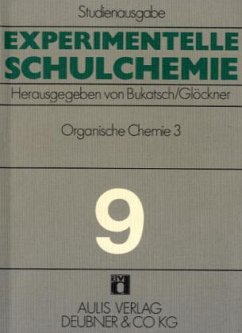 Studienausgabe
EXPERIMENTELLE
SCHULCHEMIE
Herausgegeben von Bukatsch/Glöckner
Organische Chemie 3
9
AULIS VERLAG
DEUBNER & CO KG